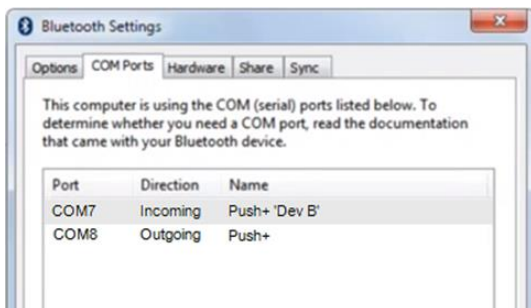 Bluetooth Settings
Options COM Ports Hardware Share Sync
This computer is using the COM (serial) ports listed below. To
determine whether you need a COM port, read the documentation
that came with your Bluetooth device.
Port Direction Name
COM7 Incoming Push+ 'Dev B'
COM8 Outgoing Push+